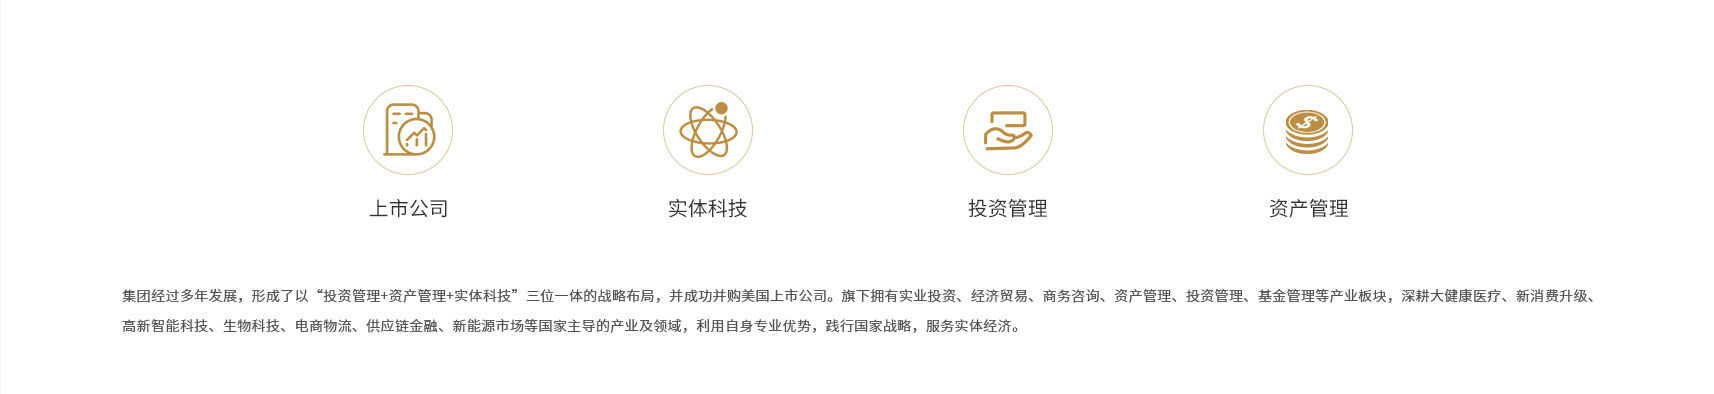 上市公司
实体科技
投资管理
资产管理
集团经过多年发展，形成了以“投资管理+资产管理+实体科技”三位一体的战略布局，并成功并购美国上市公司。旗下拥有实业投资、经济贸易、商务咨询、资产管理、投资管理、基金管理等产业板块，深耕大健康医疗、新消费升级、
高新智能科技、生物科技、电商物流、供应链金融、新能源市场等国家主导的产业及领域，利用自身专业优势，践行国家战略，服务实体经济。